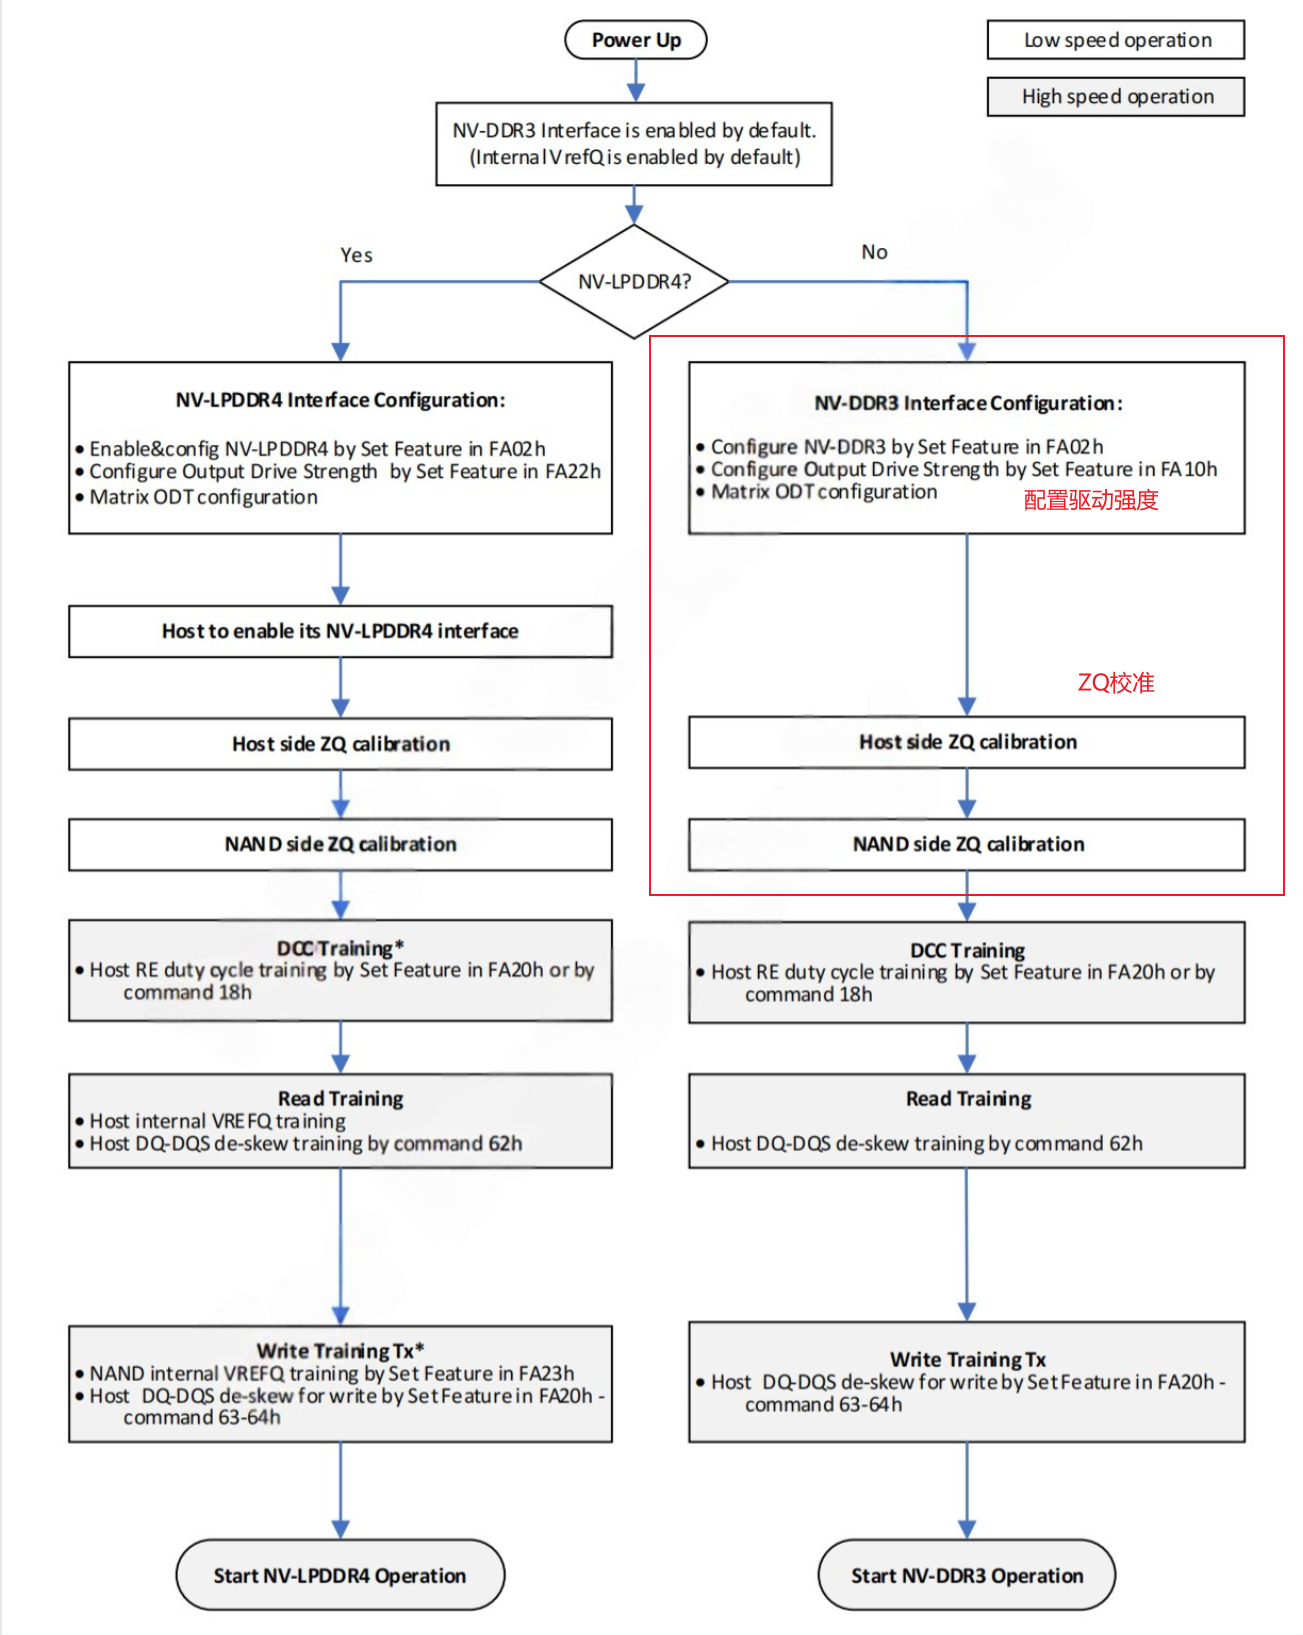 Power Up
Low speed operation
High speed operation
NV-DDR3 Interface is enabled by default.
(Internal VrefQ is enabled by default)
Yes
No
NV-LPDDR4?
NV-LPDDR4 Interface Configuration:
• Enable&config NV-LPDDR4 by Set Feature in FA02h
• Configure Output Drive Strength by Set Feature in FA22h
• Matrix ODT configuration
Host to enable its NV-LPDDR4 interface
Host side ZQ calibration
NAND side ZQ calibration
DCC Training*
• Host RE duty cycle training by Set Feature in FA20h or by
command 18h
Read Training
• Host internal VREFQ training
• Host DQ-DQS de-skew training by command 62h
Write Training Tx*
• NAND internal VREFQ training by Set Feature in FA23h
• Host DQ-DQS de-skew for write by Set Feature in FA20h -
command 63-64h
Start NV-LPDDR4 Operation
NV-DDR3 Interface Configuration:
• Configure NV-DDR3 by Set Feature in FA02h
• Configure Output Drive Strength by Set Feature in FA10h
• Matrix ODT configuration
配置驱动强度
ZQ校准
Host side ZQ calibration
NAND side ZQ calibration
DCC Training
• Host RE duty cycle training by Set Feature in FA20h or by
command 18h
Read Training
• Host DQ-DQS de-skew training by command 62h
Write Training Tx
• Host DQ-DQS de-skew for write by Set Feature in FA20h -
command 63-64h
Start NV-DDR3 Operation